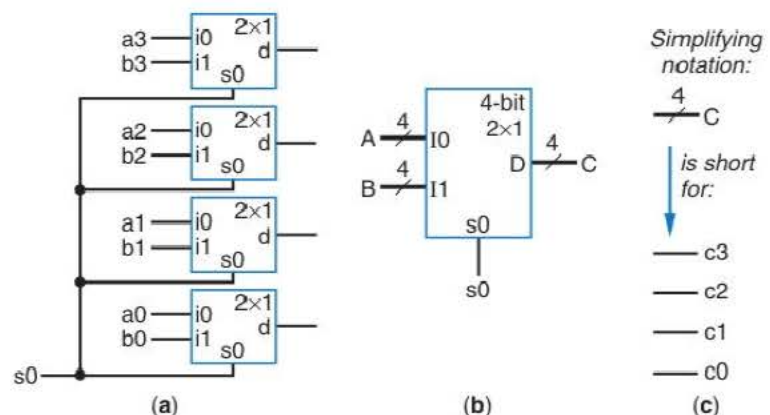 2×1
a3 i0
d
b3 i1
s0
2×1
a2 i0
d
b2 i1
s0
2×1
a1 i0
d
b1 i1
s0
2×1
a0 i0
d
b0 i1
s0
s0
(a)
4-bit
2×1
4
A I0
4
D C
4
B I1
s0
s0
(b)
Simplifying
notation:
4
C
is short
for:
c3
c2
c1
c0
(c)